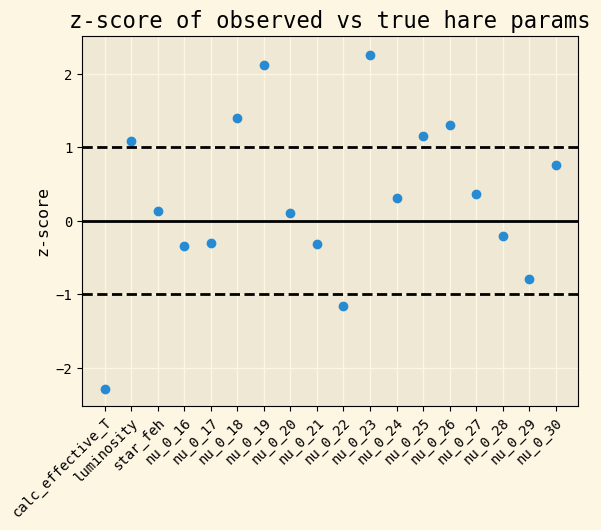 z-score of observed vs true hare params
z-score
2
1
0
−1
−2
calc_effective_T
luminosity
star_feh
nu_0_16
nu_0_17
nu_0_18
nu_0_19
nu_0_20
nu_0_21
nu_0_22
nu_0_23
nu_0_24
nu_0_25
nu_0_26
nu_0_27
nu_0_28
nu_0_29
nu_0_30